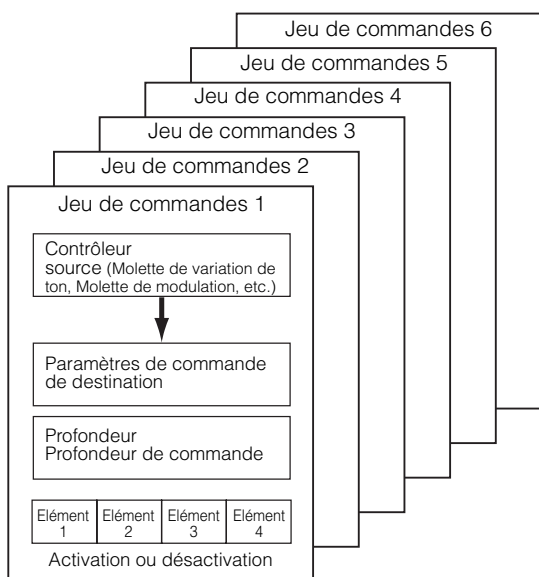 Jeu de commandes 6
Jeu de commandes 5
Jeu de commandes 4
Jeu de commandes 3
Jeu de commandes 2
Jeu de commandes 1
Contrôleur
source (Molette de variation de
ton, Molette de modulation, etc.)
Paramètres de commande
de destination
Profondeur
Profondeur de commande
Elément
1
Elément
2
Elément
3
Elément
4
Activation ou désactivation